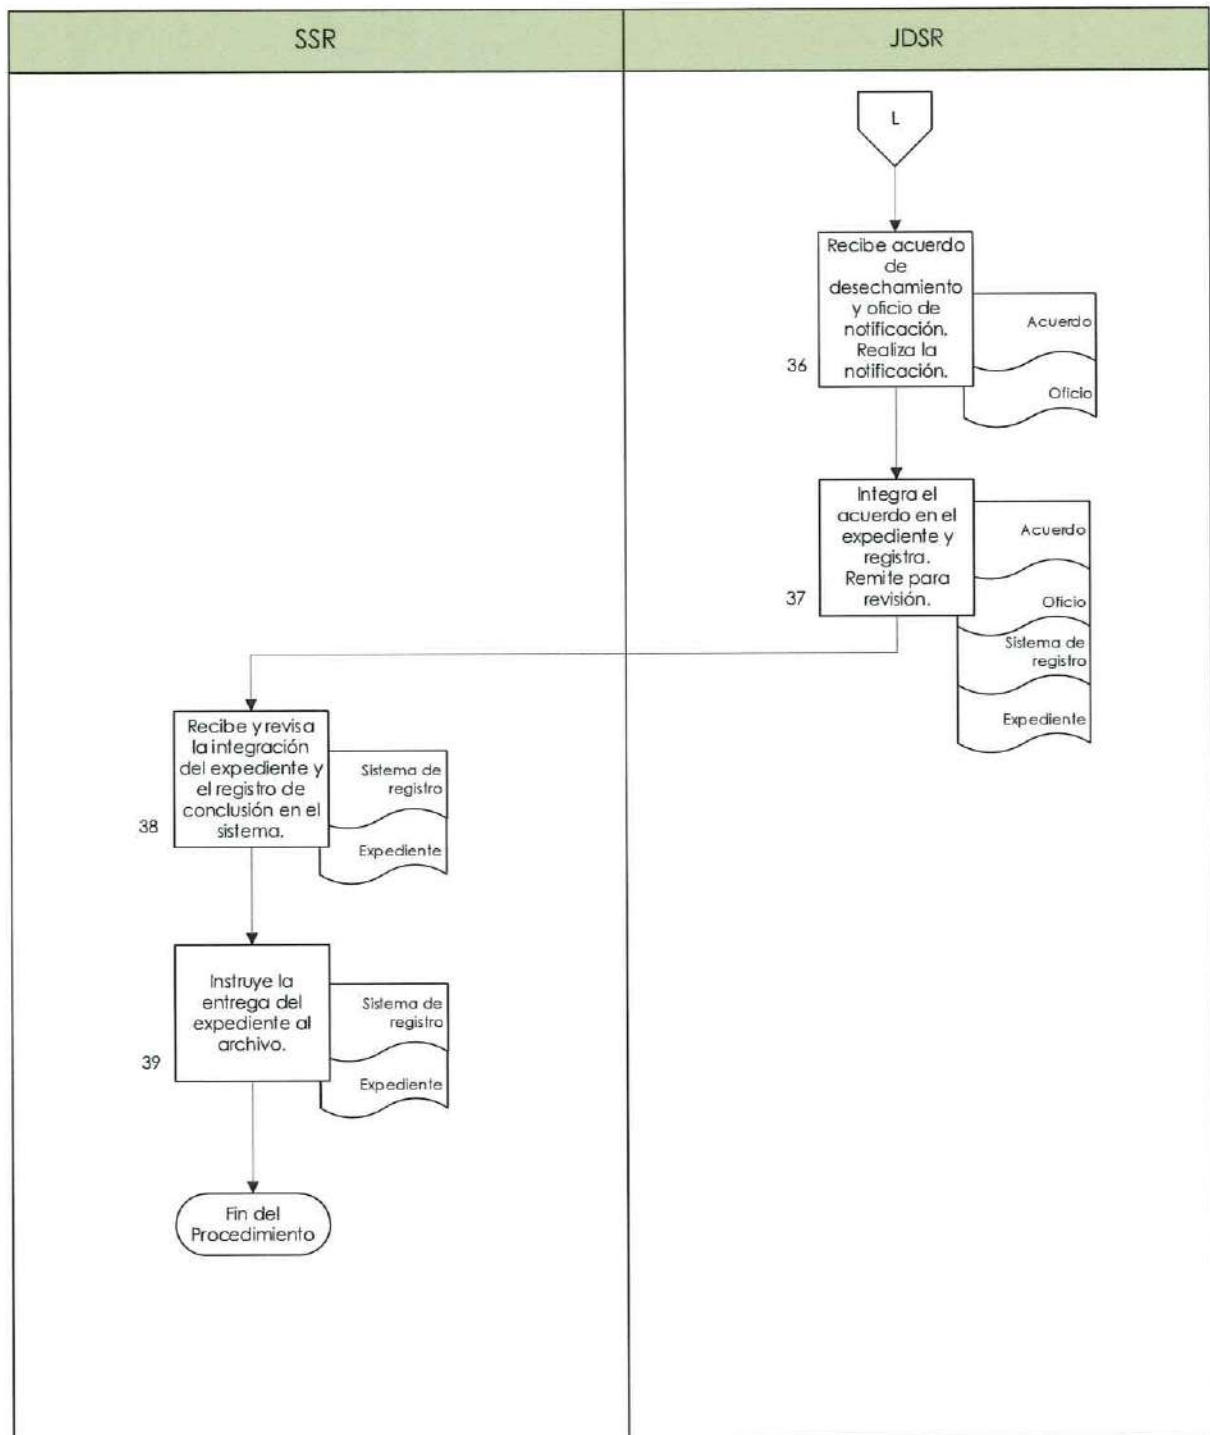 SSR
JDSR
L
Recibe acuerdo
de
desechamiento
y oficio de
notificación.
Realiza la
notificación.
36
Acuerdo
Oficio
Integra el
acuerdo en el
expediente y
registra.
Remite para
revisión.
37
Acuerdo
Oficio
Sistema de
registro
Expediente
Recibe y revisa
la integración
del expediente y
el registro de
conclusión en el
sistema.
38
Sistema de
registro
Expediente
Instruye la
entrega del
expediente al
archivo.
39
Sistema de
registro
Expediente
Fin del
Procedimiento